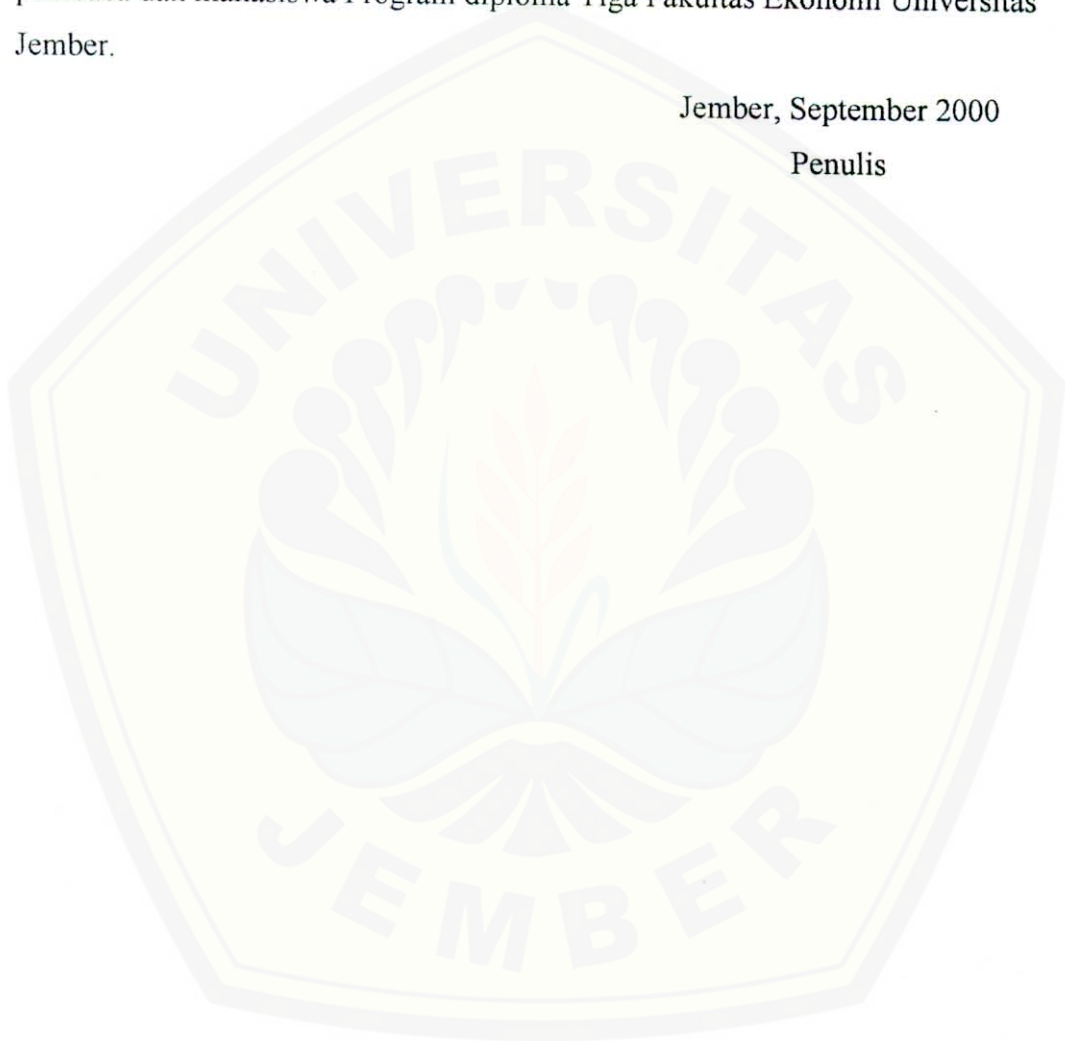 dan mahasiswa Program diploma Tiga Fakultas Ekonomi Universitas
Jember.
Jember, September 2000
Penulis
UNIVERSITAS
JEMBER